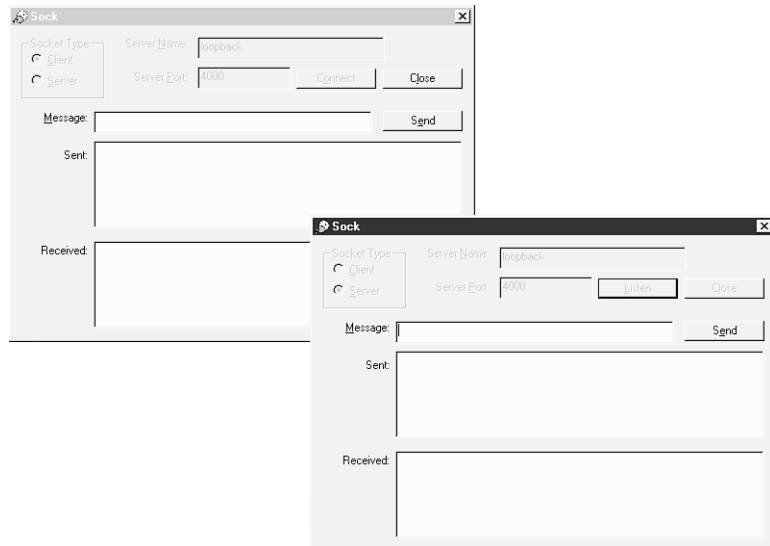 Sock
Socket Type
Client
Server
Server Name:
loopback
Server Port:
4000
Connect
Close
Message:
Send
Sent:
Received:
Sock
Socket Type
Client
Server
Server Name:
loopback
Server Port:
4000
Listen
Close
Message:
Send
Sent:
Received: